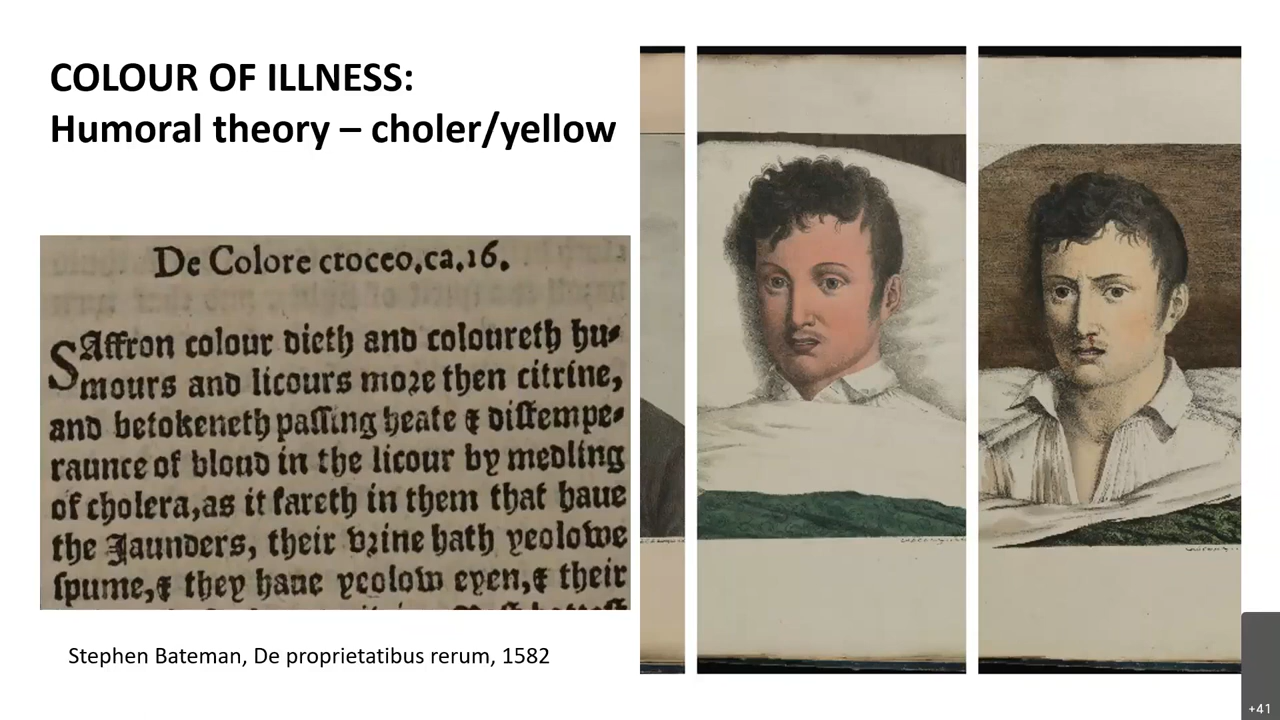 COLOUR OF ILLNESS:
Humoral theory – choler/yellow
De Colore croceo,ca.16.
SAffron colour dieth and coloureth hu-
mours and licours more then citrine,
and betokeneth passing heate & distempe-
raunce of bloud in the licour by medling
of cholera,as it fareth in them that haue
the Jaunders, their vrine hath yeolowe
spume,& they haue yeolow eyen,& their
Stephen Bateman, De proprietatibus rerum, 1582
+41